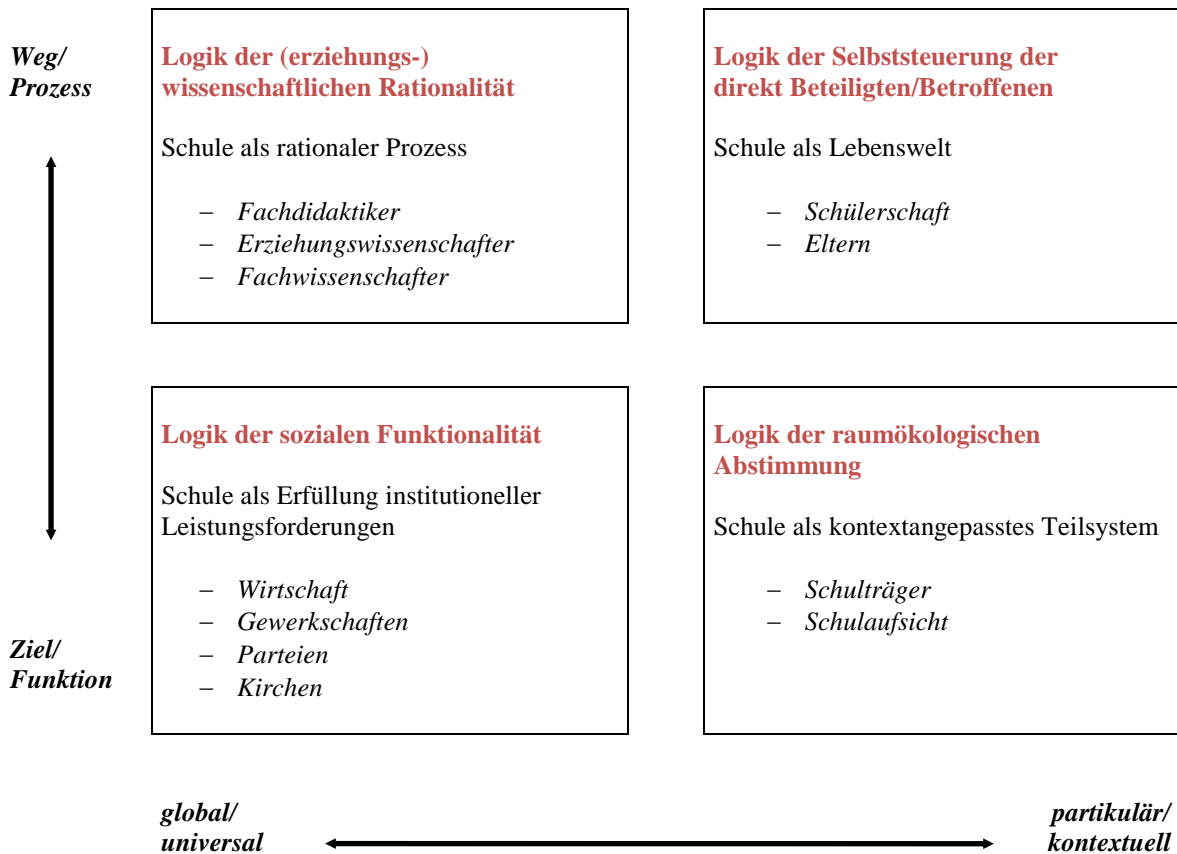 Weg/
Prozess
Logik der (erziehungs-)
wissenschaftlichen Rationalität
Schule als rationaler Prozess
– Fachdidaktiker
– Erziehungswissenschafter
– Fachwissenschafter
Logik der Selbststeuerung der
direkt Beteiligten/Betroffenen
Schule als Lebenswelt
– Schülerschaft
– Eltern
Logik der sozialen Funktionalität
Schule als Erfüllung institutioneller
Leistungsforderungen
– Wirtschaft
– Gewerkschaften
– Parteien
– Kirchen
Logik der raumökologischen
Abstimmung
Schule als kontextangepasstes Teilsystem
– Schulträger
– Schulaufsicht
Ziel/
Funktion
global/
universal
partikulär/
kontextuell